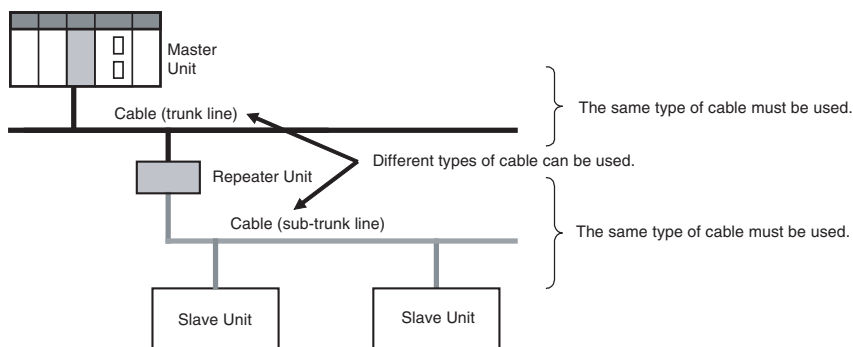 Master
Unit
Cable (trunk line)
The same type of cable must be used.
Different types of cable can be used.
Repeater Unit
Cable (sub-trunk line)
The same type of cable must be used.
Slave Unit
Slave Unit